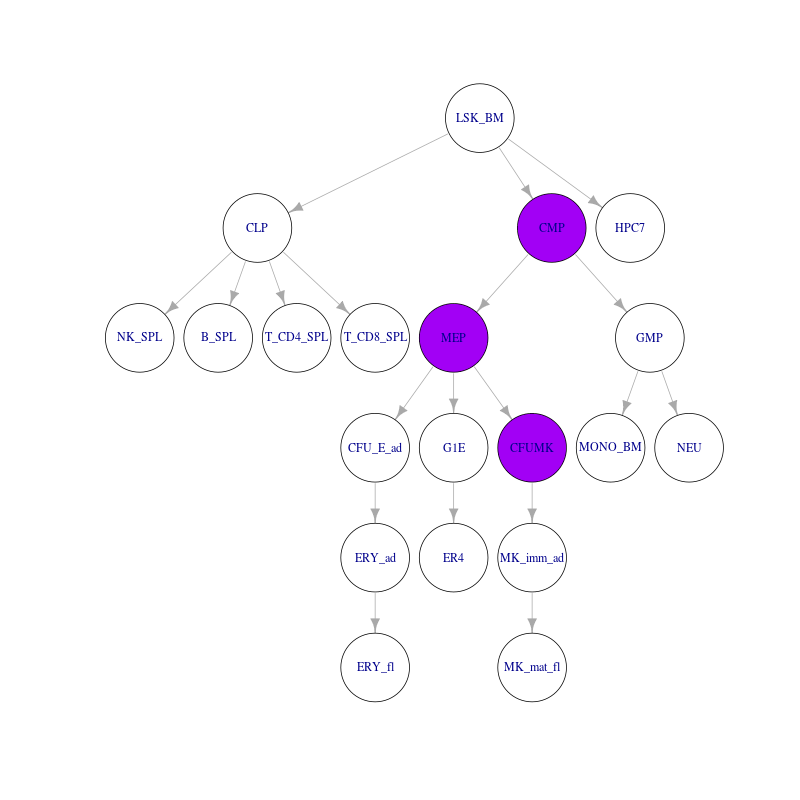 LSK_BM
CLP
CMP
HPC7
NK_SPL
B_SPL
T_CD4_SPL
T_CD8_SPL
MEP
GMP
CFU_E_ad
G1E
CFUMK
MONO_BM
NEU
ERY_ad
ER4
MK_imm_ad
ERY_fl
MK_mat_fl